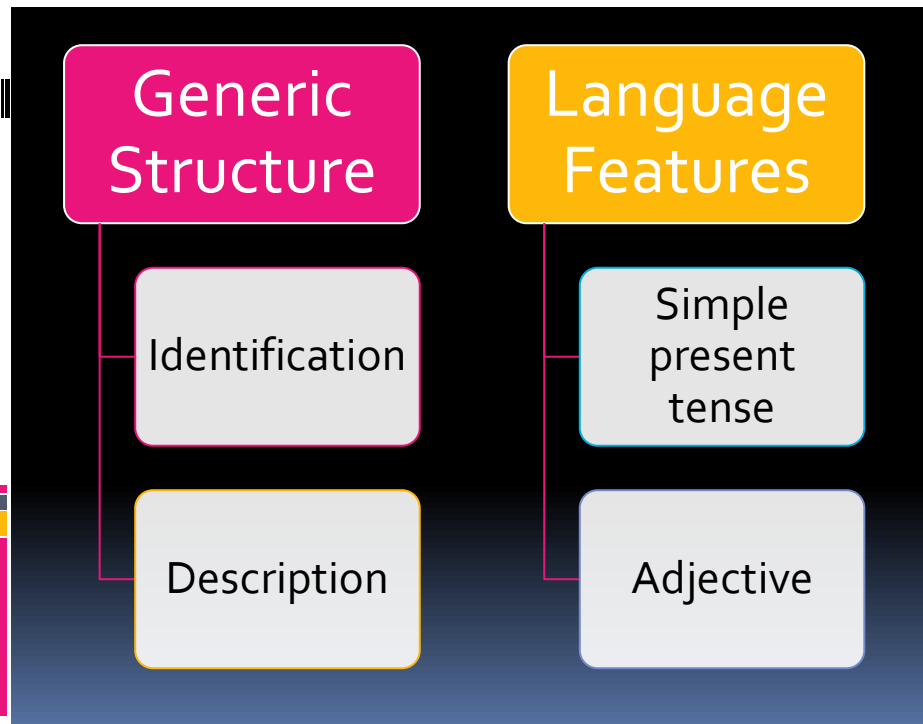 Generic
Structure
Identification
Description
Language
Features
Simple
present
tense
Adjective